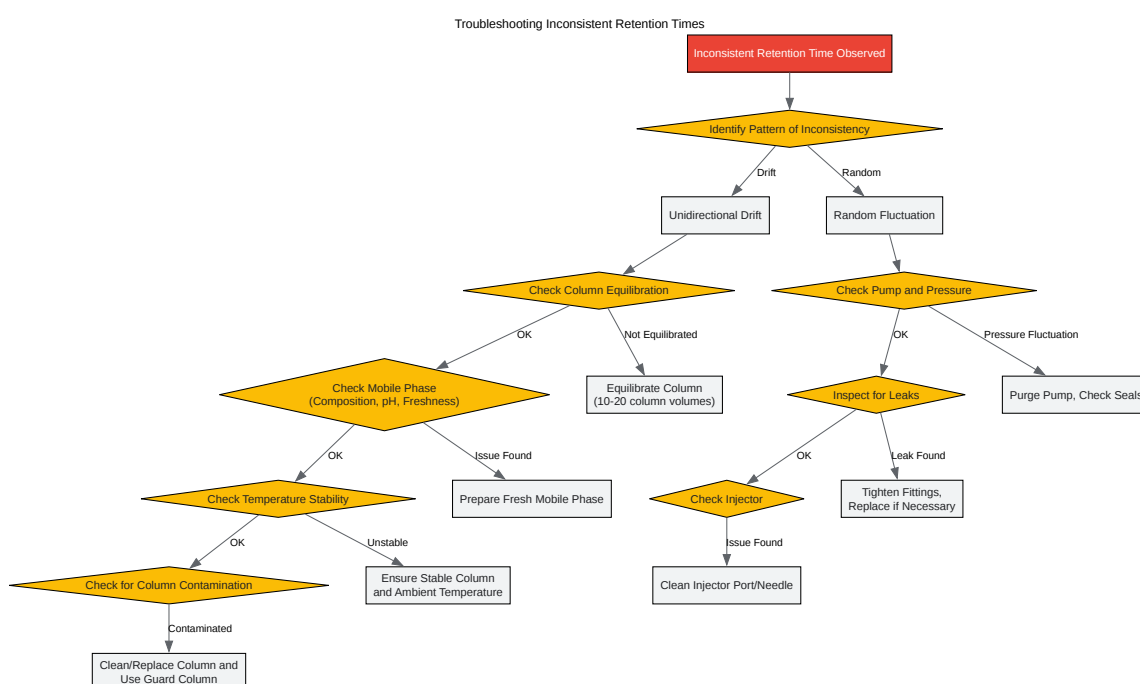 Troubleshooting Inconsistent Retention Times
Inconsistent Retention Time Observed
Identify Pattern of Inconsistency
Drift
Random
Unidirectional Drift
Random Fluctuation
Check Column Equilibration
Check Pump and Pressure
OK
Not Equilibrated
OK
Pressure Fluctuation
Check Mobile Phase
(Composition, pH, Freshness)
Equilibrate Column
(10-20 column volumes)
Inspect for Leaks
Purge Pump, Check Seals
OK
Issue Found
OK
Leak Found
Check Temperature Stability
Prepare Fresh Mobile Phase
Check Injector
Tighten Fittings,
Replace if Necessary
OK
Unstable
Issue Found
Check for Column Contamination
Ensure Stable Column
and Ambient Temperature
Clean Injector Port/Needle
Contaminated
Clean/Replace Column and
Use Guard Column